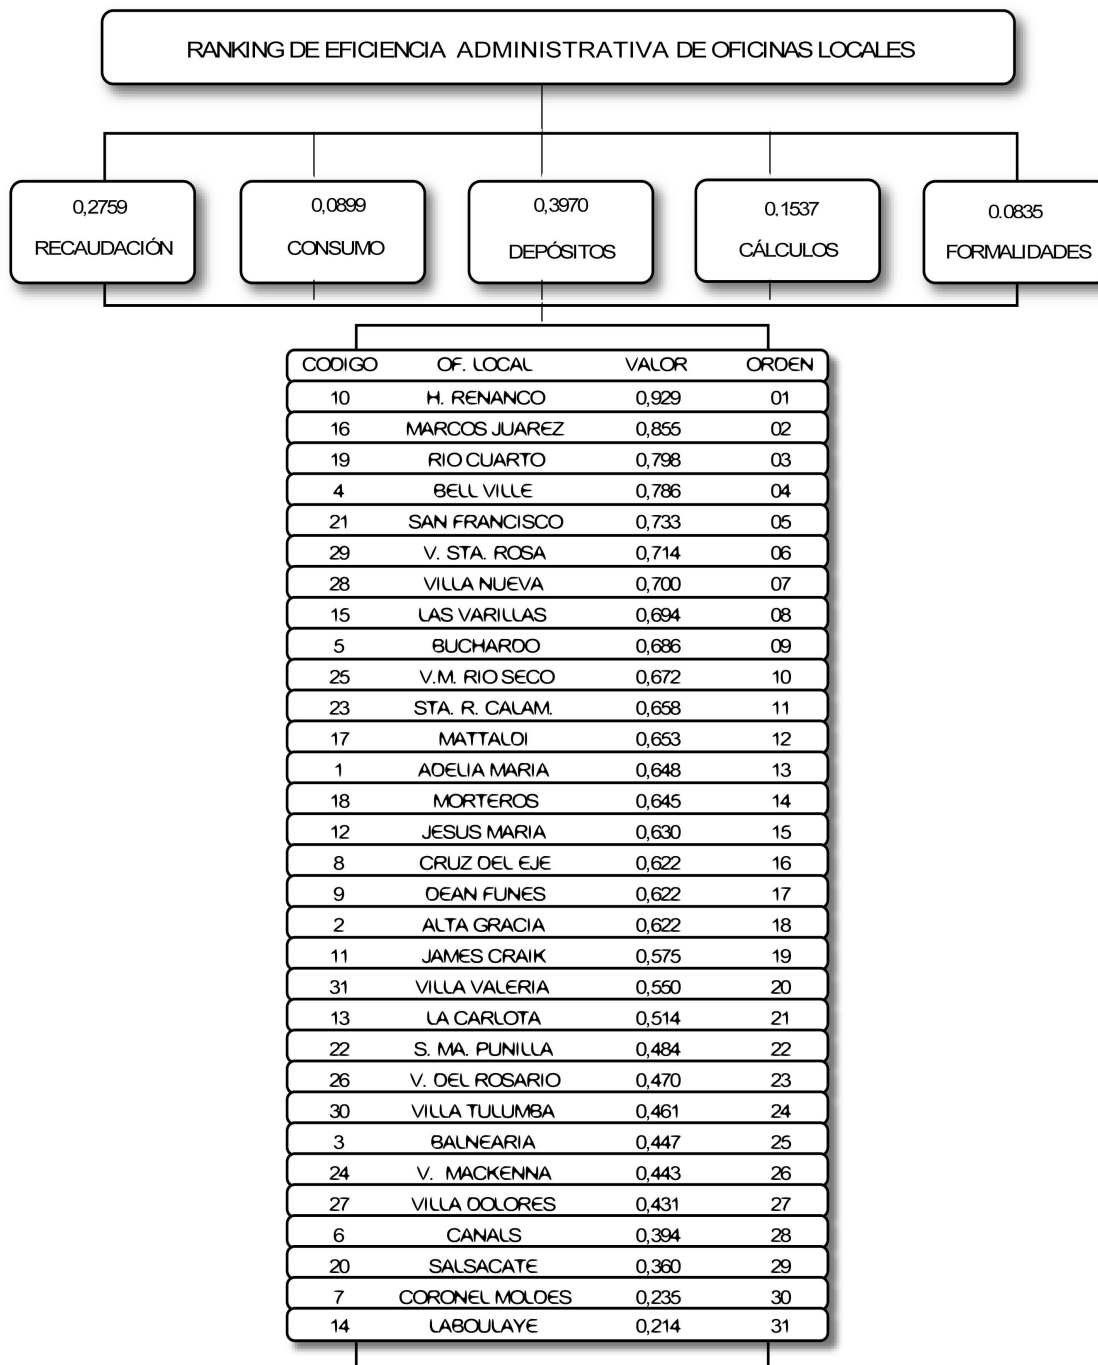 RANKING DE EFICIENCIA ADMINISTRATIVA DE OFICINAS LOCALES
0,2759 0,0899 0,3970 0.1537 0.0835
RECAUDACIÓN CONSUMO DEPÓSITOS CÁLCULOS FORMALIDADES
CODIGO OF. LOCAL VALOR ORDEN
10 H. RENANCO 0,929 01
16 MARCOS JUAREZ 0,855 02
19 RIO CUARTO 0,798 03
4 BELL VILLE 0,786 04
21 SAN FRANCISCO 0,733 05
29 V. STA. ROSA 0,714 06
28 VILLA NUEVA 0,700 07
15 LAS VARILLAS 0,694 08
5 BUCHARDO 0,686 09
25 V.M. RIO SECO 0,672 10
23 STA. R. CALAM. 0,658 11
17 MATTALDI 0,653 12
1 ADELIA MARIA 0,648 13
18 MORTEROS 0,645 14
12 JESUS MARIA 0,630 15
8 CRUZ DEL EJE 0,622 16
9 DEAN FUNES 0,622 17
2 ALTA GRACIA 0,622 18
11 JAMES CRAIK 0,575 19
31 VILLA VALERIA 0,550 20
13 LA CARLOTA 0,514 21
22 S. MA. PUNILLA 0,484 22
26 V. DEL ROSARIO 0,470 23
30 VILLA TULUMBA 0,461 24
3 BALNEARIA 0,447 25
24 V. MACKENNA 0,443 26
27 VILLA DOLORES 0,431 27
6 CANALS 0,394 28
20 SALSACATE 0,360 29
7 CORONEL MOLDES 0,235 30
14 LABOULAYE 0,214 31